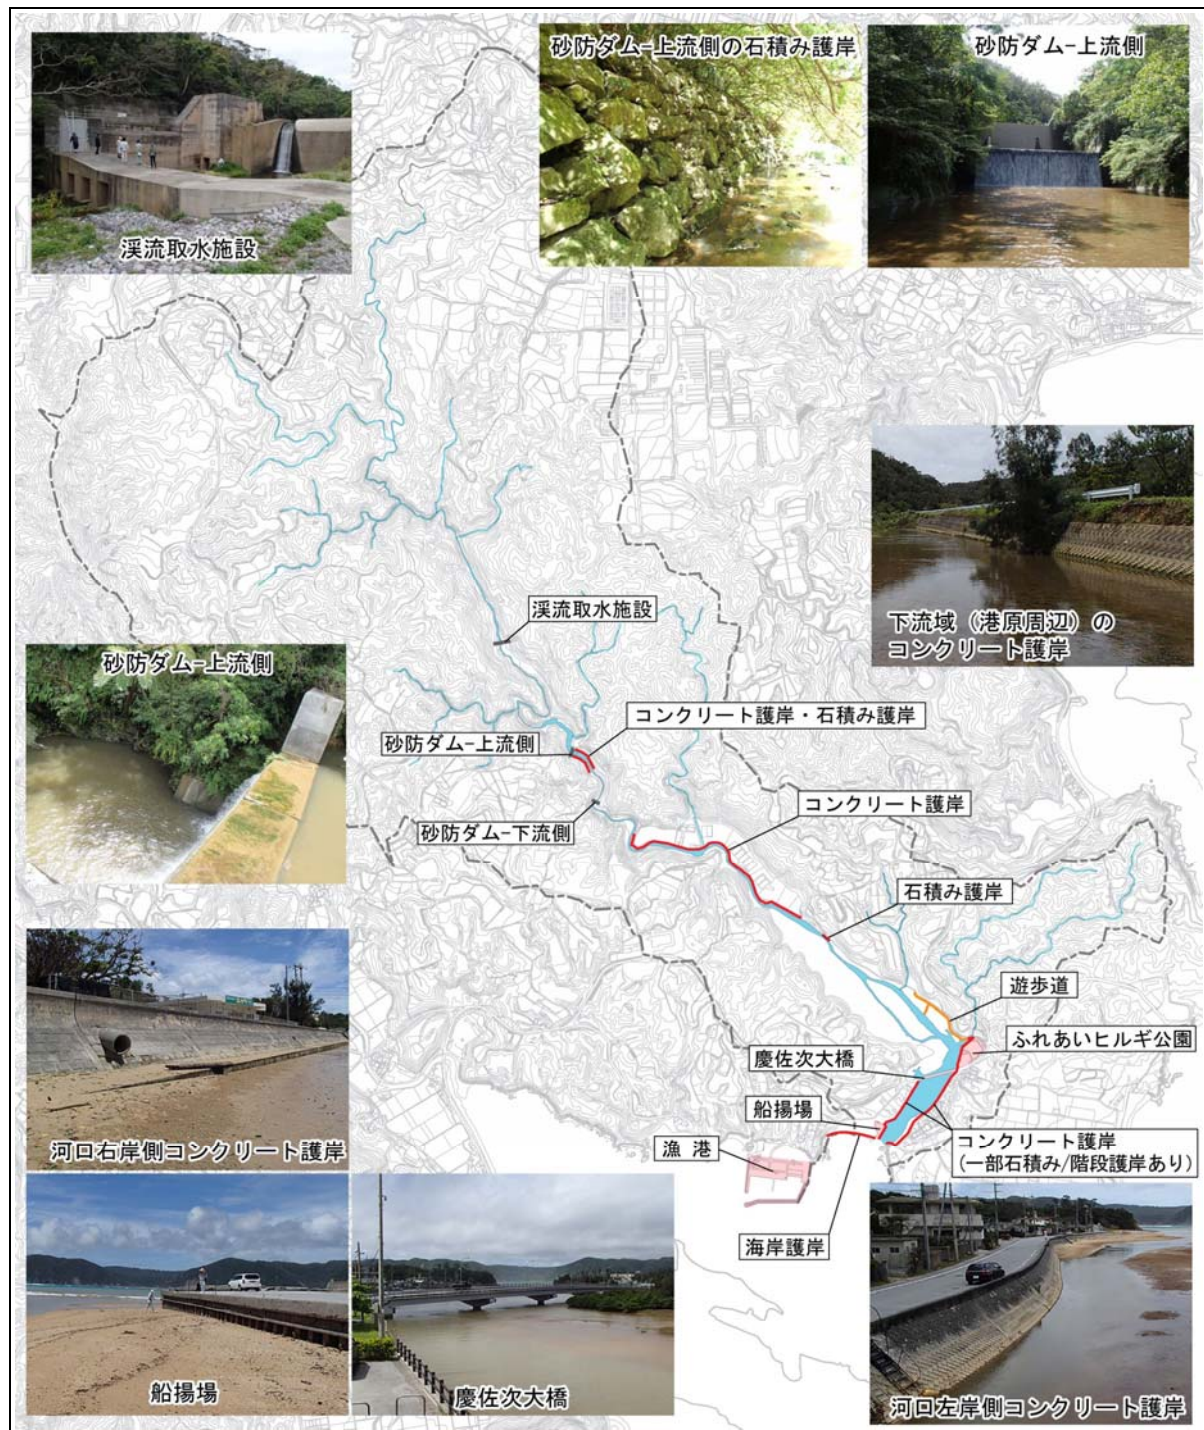 砂防ダム-上流側の石積み護岸
砂防ダム-上流側
渓流取水施設
下流域（港原周辺）の
コンクリート護岸
渓流取水施設
砂防ダム-上流側
コンクリート護岸・石積み護岸
砂防ダム-上流側
コンクリート護岸
砂防ダム-下流側
石積み護岸
遊歩道
ふれあいヒルギ公園
慶佐次大橋
船揚場
漁港
コンクリート護岸
(一部石積み/階段護岸あり)
海岸護岸
河口右岸側コンクリート護岸
船揚場
慶佐次大橋
河口左岸側コンクリート護岸